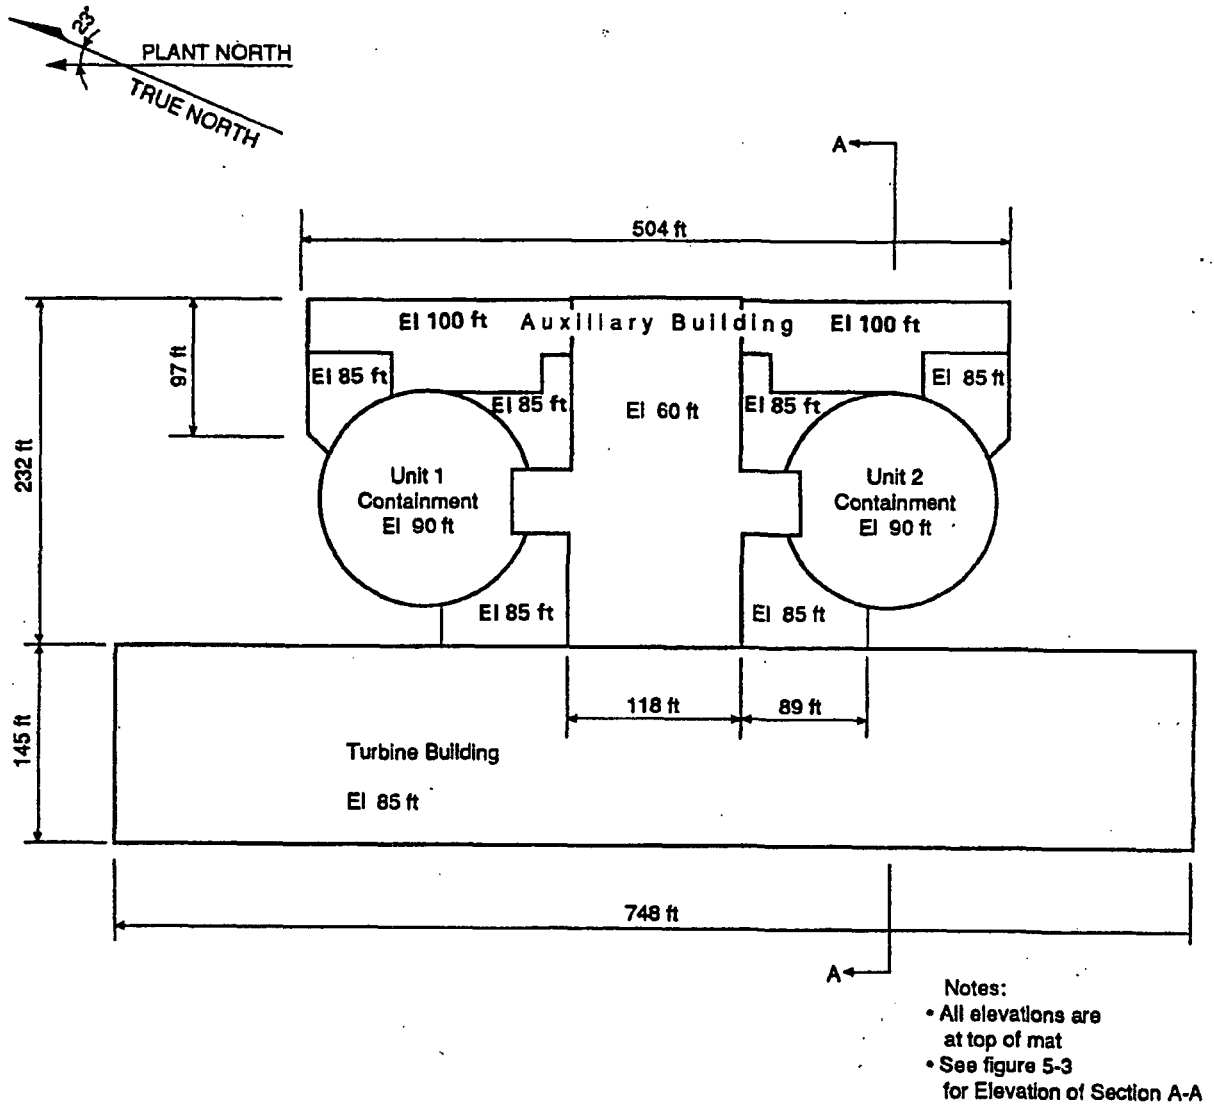 23°
PLANT NORTH
TRUE NORTH
A
504 ft
El 100 ft Auxiliary Building El 100 ft
97 ft
El 85 ft
El 85 ft
El 60 ft
El 85 ft
El 85 ft
232 ft
Unit 1
Containment
El 90 ft
Unit 2
Containment
El 90 ft
El 85 ft
El 85 ft
118 ft
89 ft
145 ft
Turbine Building
El 85 ft
748 ft
A
Notes:
• All elevations are
at top of mat
• See figure 5-3
for Elevation of Section A-A